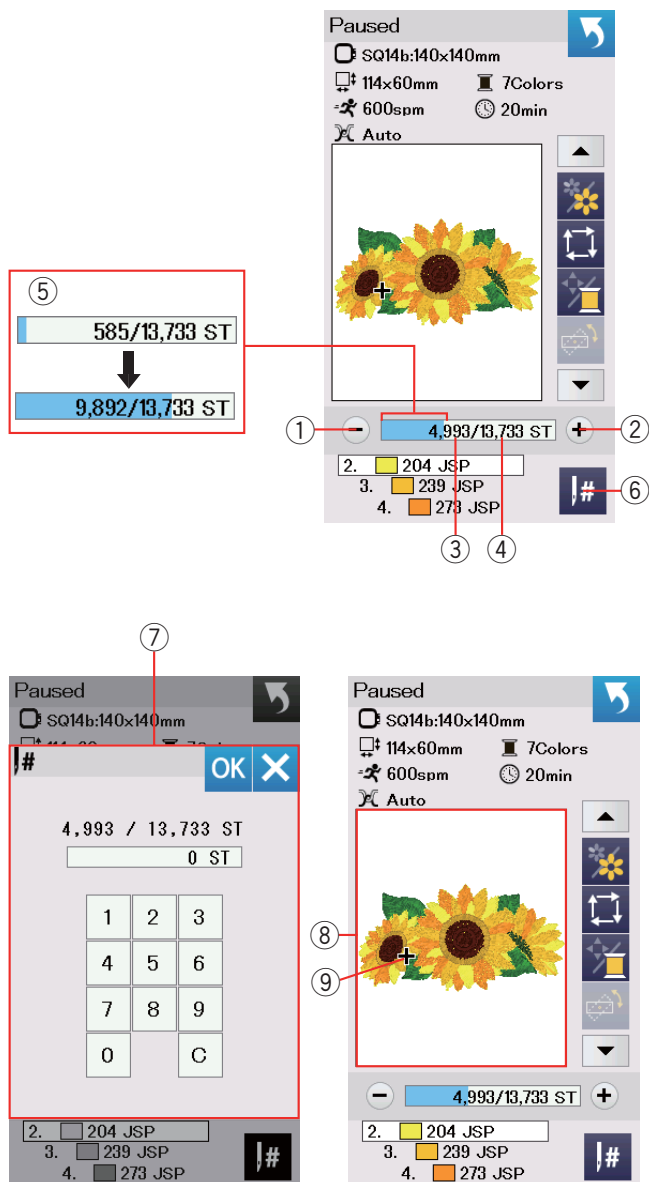 Paused
SQ14b:140x140mm
114x60mm 7Colors
600spm 20min
Auto
⑤
585/13,733 ST
9,892/13,733 ST
① − 4,993/13,733 ST + ②
2. 204 JSP
3. 239 JSP
4. 273 JSP
# ⑥
③ ④
⑦
Paused
SQ14b:140x140mm
# OK X
4,993 / 13,733 ST
0 ST
1 2 3
4 5 6
7 8 9
0 C
2. 204 JSP
3. 239 JSP
4. 273 JSP
#
Paused
SQ14b:140x140mm
114x60mm 7Colors
600spm 20min
Auto
⑧
⑨
− 4,993/13,733 ST +
2. 204 JSP
3. 239 JSP
4. 273 JSP
#